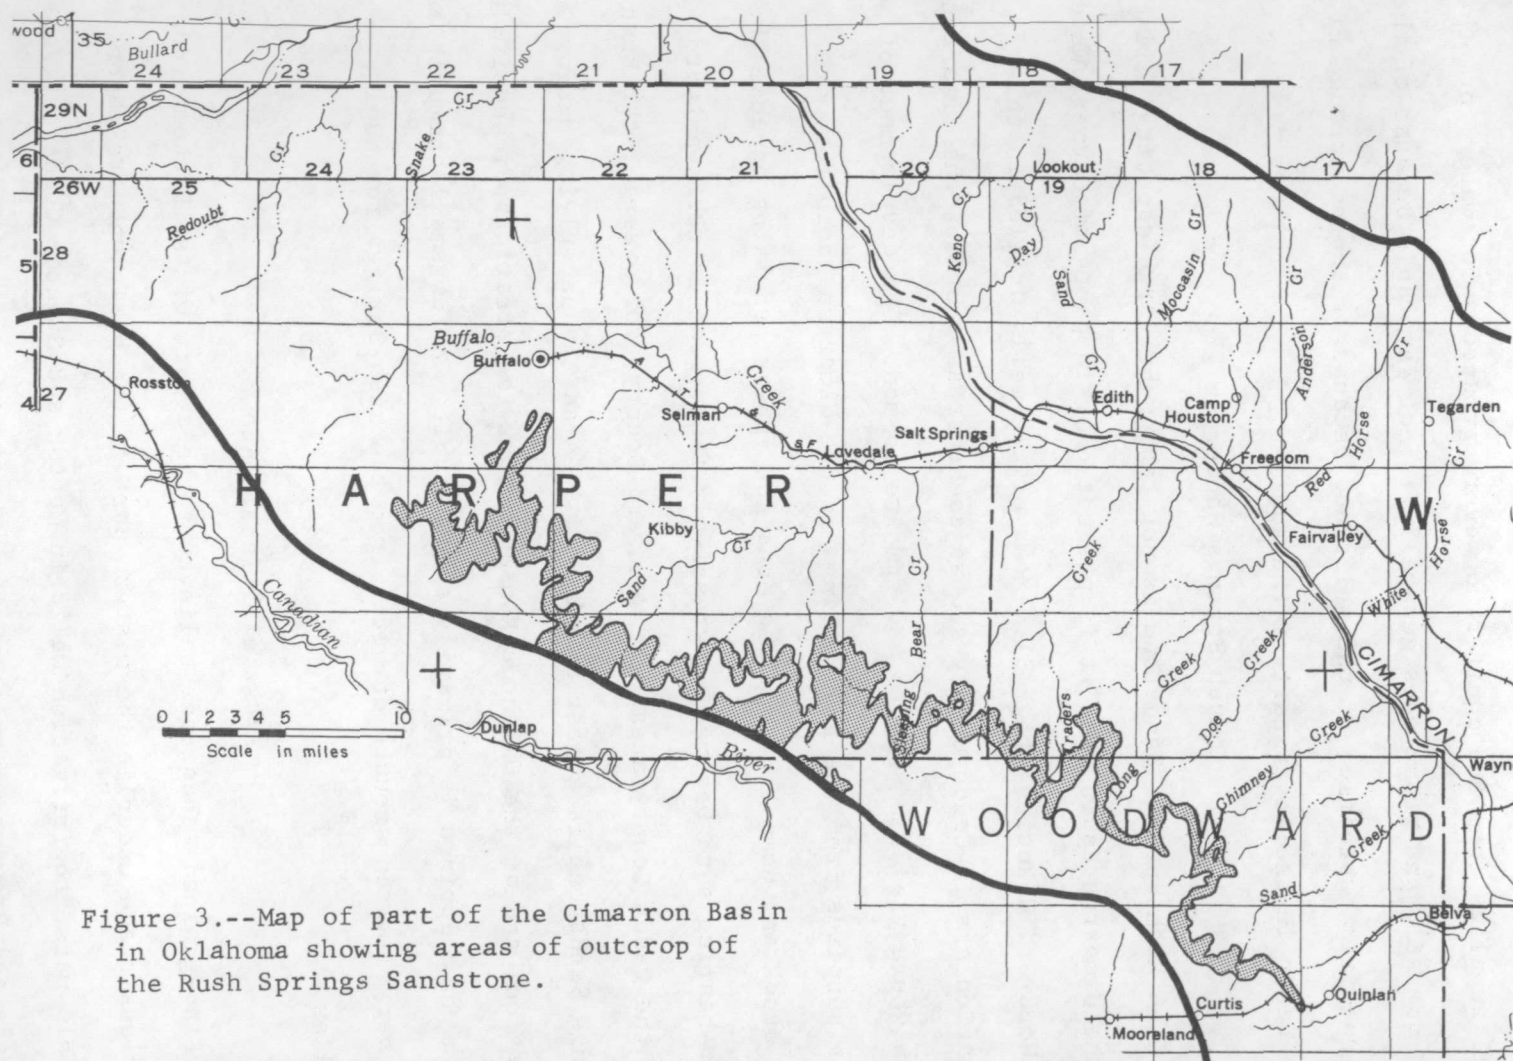 wood
35
Bullard
Cr
24 23 22 21 20 19 18 17
29N
Cr
Cr
Snake
6
24 23 22 21 20 18 17
Lookout
19
26W 25
Redoubt
Cr
Cr
Cr
Keno
Day
5 28
Sand
Moccasin
Cr
Buffalo
Buffalo
A T & S F
Creek
Rosston
4 27
Selman
Cr
Anderson
Cr
Edith
Camp
Houston
Tegarden
Salt Springs
Lovedale
Freedom
Horse
Cr
Red
H A R P E R
W
Kibby
Cr
Sand
Fairvalley
Horse
White
Cr
Creek
Canadian
Bear
Creek
Creek
CIMARRON
0 1 2 3 4 5 10
Scale in miles
Dunlap
River
Sleeping
Traders
Doe
Creek
Long
Chimney
Wayn
W O O D W A R D
Creek
Sand
Belva
Quinlan
Curtis
Mooreland
Figure 3.--Map of part of the Cimarron Basin
in Oklahoma showing areas of outcrop of
the Rush Springs Sandstone.